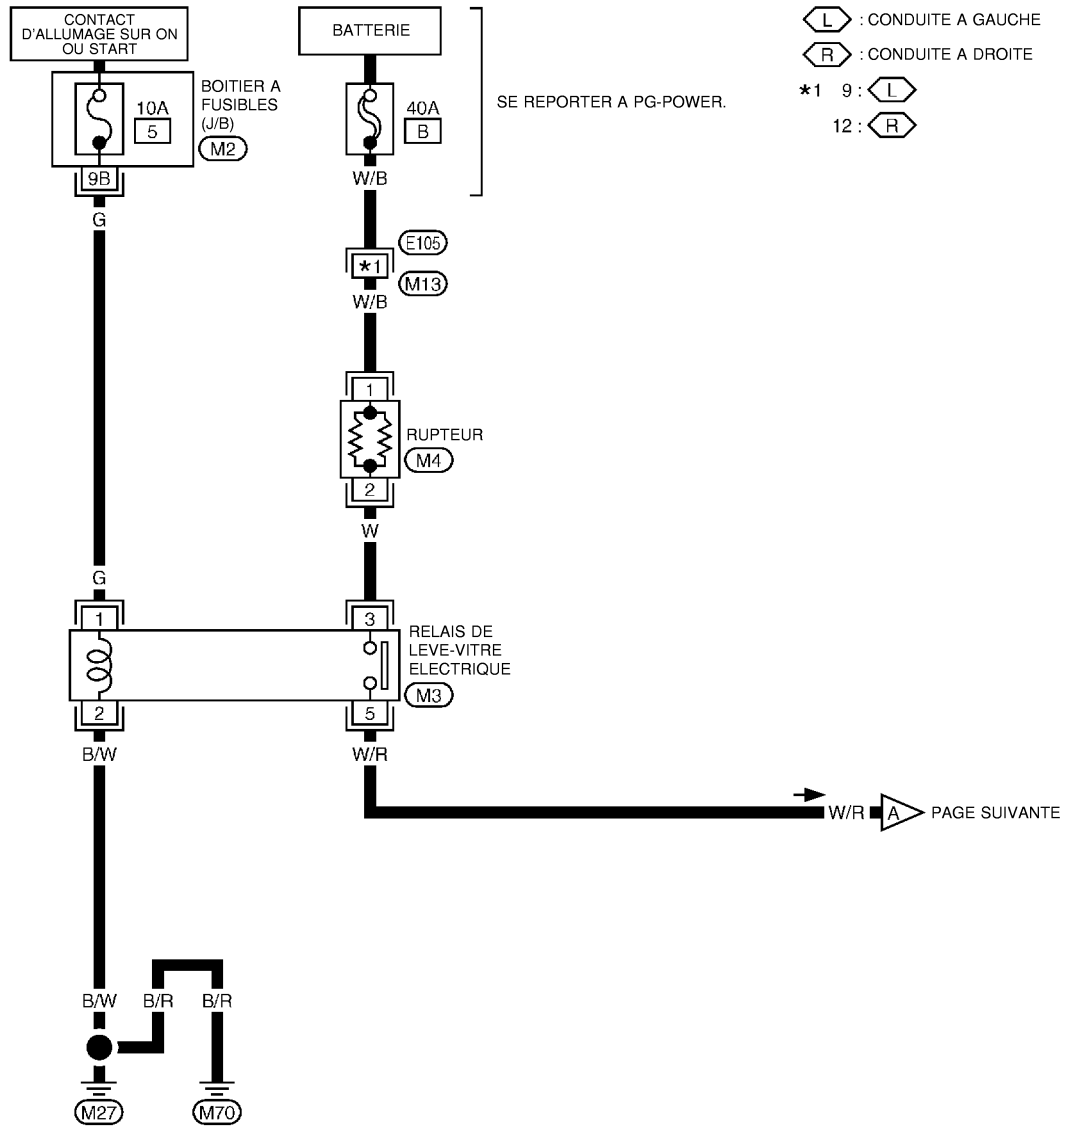 CONTACT
D'ALLUMAGE SUR ON
OU START
BATTERIE
L : CONDUITE A GAUCHE
R : CONDUITE A DROITE
*1 9 : L
12 : R
SE REPORTER A PG-POWER.
10A
5
BOITIER A
FUSIBLES
(J/B)
M2
40A
B
9B
G
W/B
E105
*1
M13
W/B
1
RUPTEUR
M4
2
W
G
1
3
RELAIS DE
LEVE-VITRE
ELECTRIQUE
M3
2
5
B/W
W/R
W/R
A
PAGE SUIVANTE
B/W
B/R
B/R
M27
M70